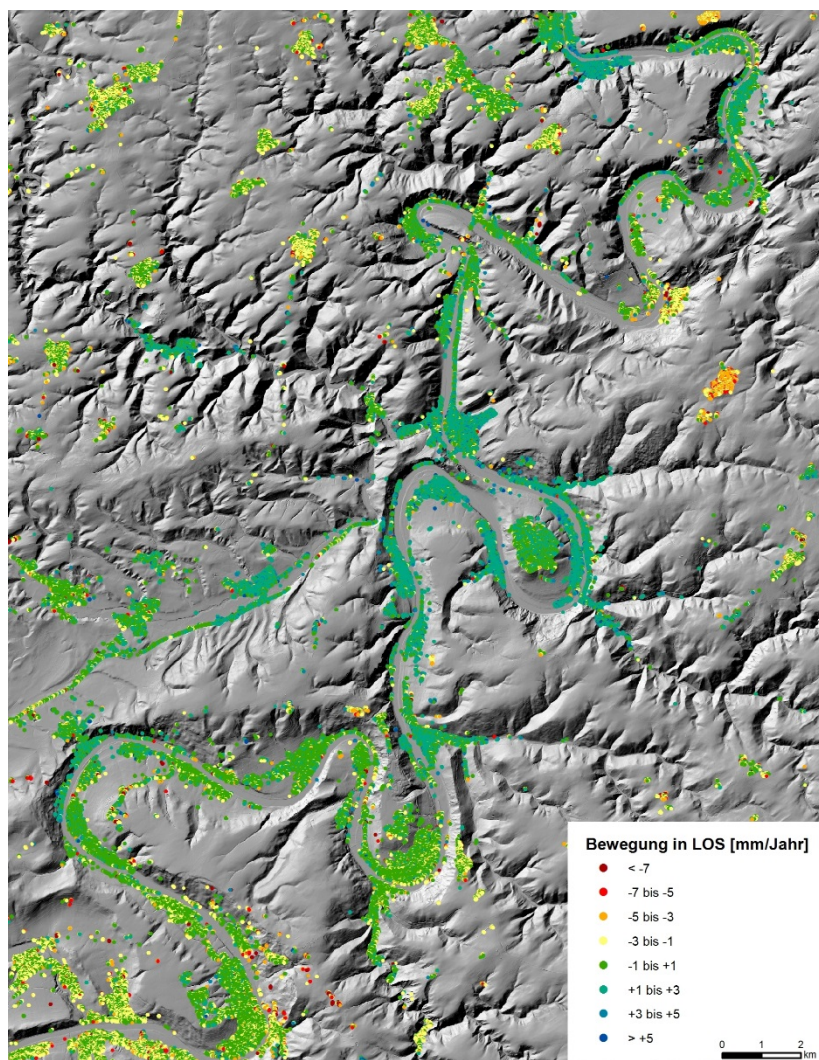 Bewegung in LOS [mm/Jahr]
< -7
-7 bis -5
-5 bis -3
-3 bis -1
-1 bis +1
+1 bis +3
+3 bis +5
> +5
0 1 2
km